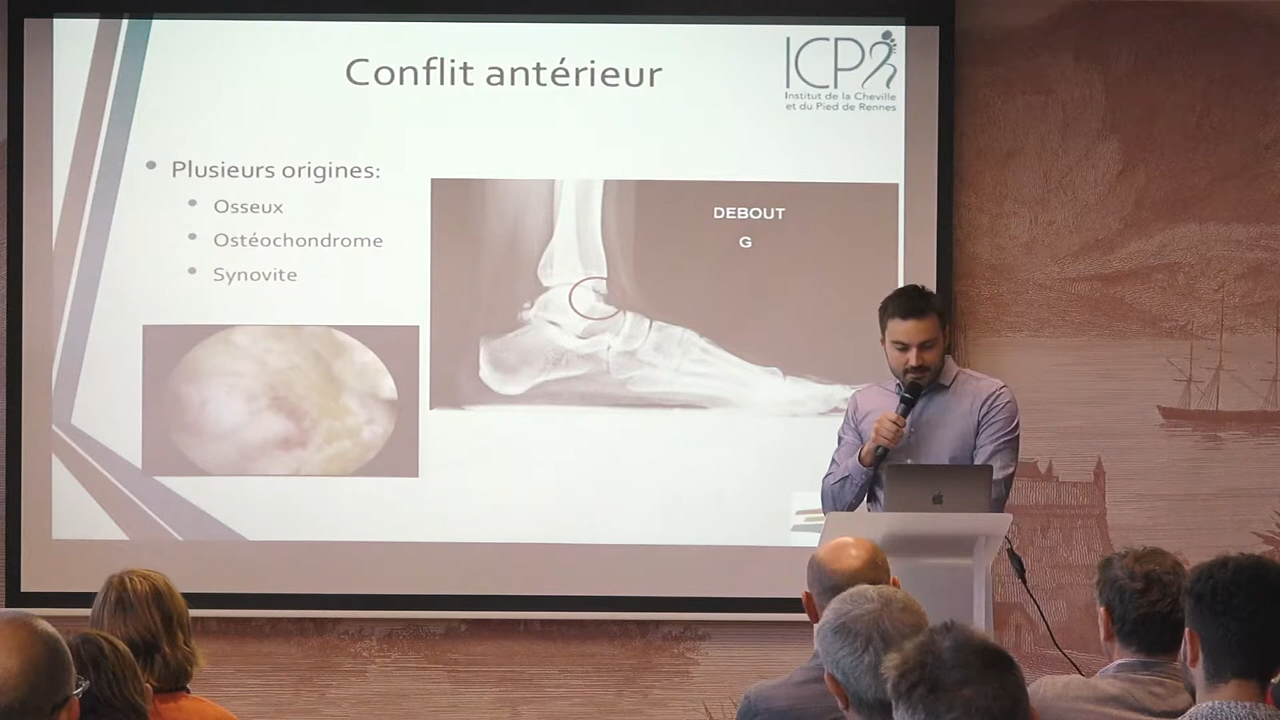 Conflit antérieur
ICP
Institut de la Cheville
et du Pied de Rennes
• Plusieurs origines:
• Osseux
• Ostéochondrome
• Synovite
DEBOUT
G